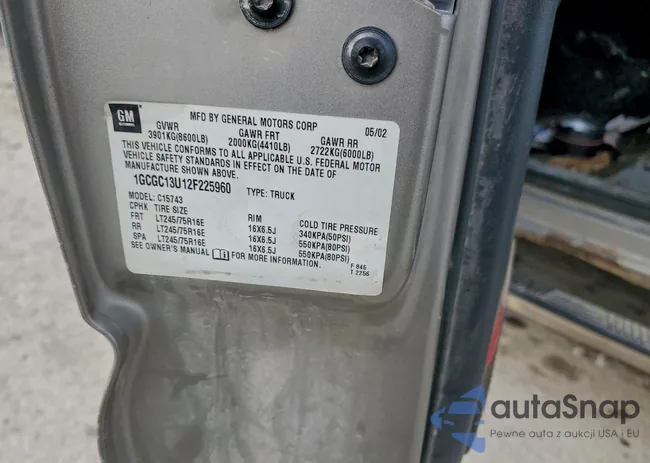 GM
MFD BY GENERAL MOTORS CORP 05/02
GVWR GAWR FRT GAWR RR
3901KG(8600LB) 2000KG(4410LB) 2722KG(6000LB)
THIS VEHICLE CONFORMS TO ALL APPLICABLE U.S. FEDERAL MOTOR
VEHICLE SAFETY STANDARDS IN EFFECT ON THE DATE OF
MANUFACTURE SHOWN ABOVE.
1GCGC13U12F225960 TYPE: TRUCK
MODEL: C15743
CPHK TIRE SIZE RIM COLD TIRE PRESSURE
FRT LT245/75R16E 16X6.5J 340KPA(50PSI)
RR LT245/75R16E 16X6.5J 550KPA(80PSI)
SPA LT245/75R16E 16X6.5J 550KPA(80PSI)
SEE OWNER'S MANUAL FOR MORE INFORMATION. F 846
T 2256
autaSnap
Pewne auta z aukcji USA i EU